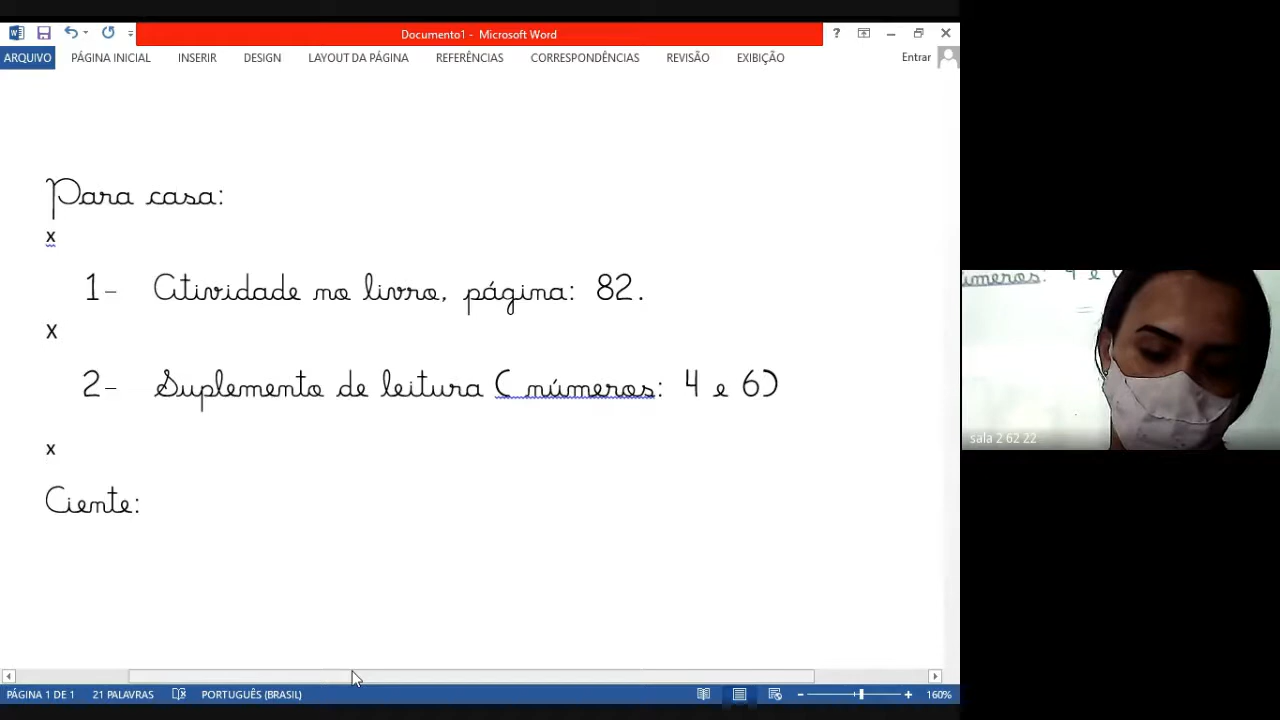 Documento1 - Microsoft Word
?
ARQUIVO PÁGINA INICIAL INSERIR DESIGN LAYOUT DA PÁGINA REFERÊNCIAS CORRESPONDÊNCIAS REVISÃO EXIBIÇÃO Entrar
Para casa:
x
1- Atividade no livro, página: 82.
X
2- Suplemento de leitura ( números: 4 e 6)
x
Ciente:
PÁGINA 1 DE 1 21 PALAVRAS PORTUGUÊS (BRASIL) 160%
números: 4 e
sala 2 62 22